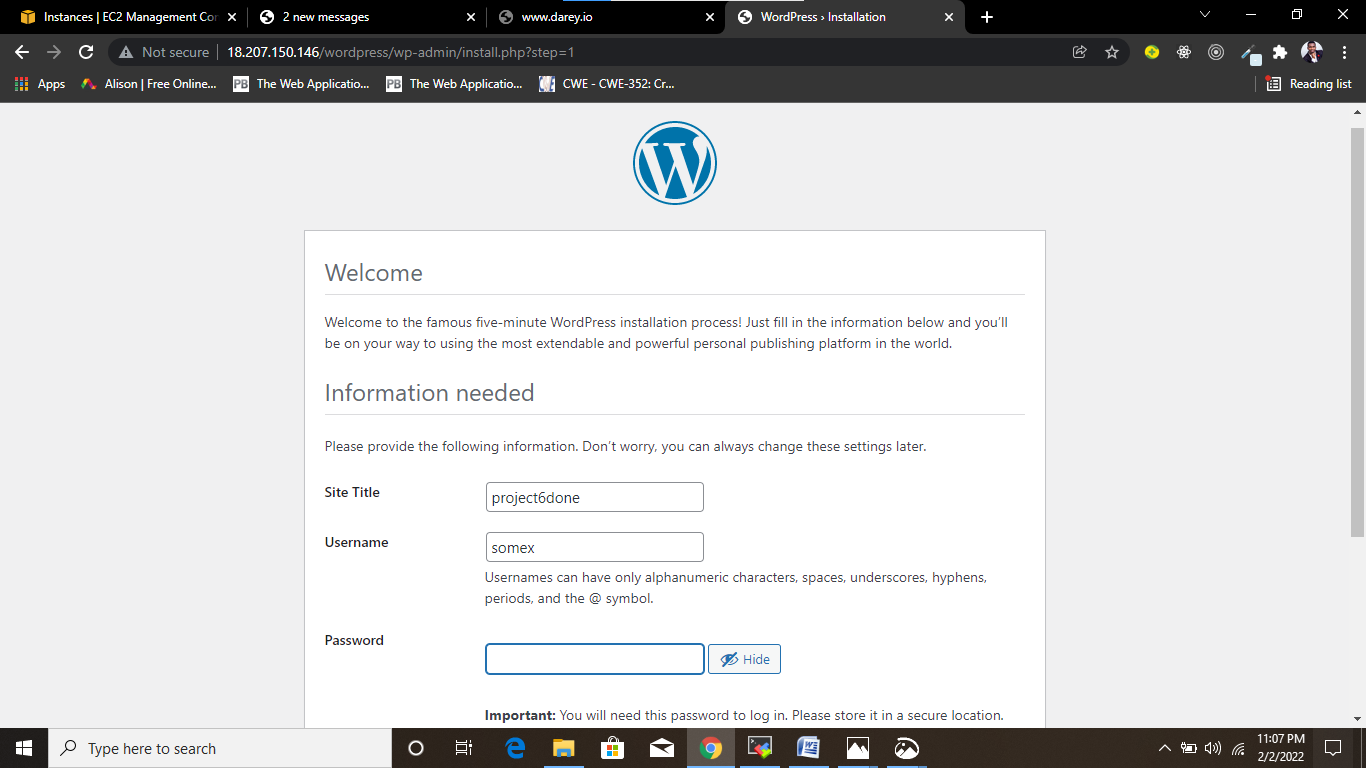 Instances | EC2 Management Cor
2 new messages
www.darey.io
WordPress › Installation
Not secure
18.207.150.146/wordpress/wp-admin/install.php?step=1
Apps
Alison | Free Online...
PB
The Web Applicatio...
PB
The Web Applicatio...
CWE - CWE-352: Cr...
Reading list
Welcome
Welcome to the famous five-minute WordPress installation process! Just fill in the information below and you’ll
be on your way to using the most extendable and powerful personal publishing platform in the world.
Information needed
Please provide the following information. Don’t worry, you can always change these settings later.
Site Title
project6done
Username
somex
Usernames can have only alphanumeric characters, spaces, underscores, hyphens,
periods, and the @ symbol.
Password
Hide
Important: You will need this password to log in. Please store it in a secure location.
Type here to search
11:07 PM
2/2/2022